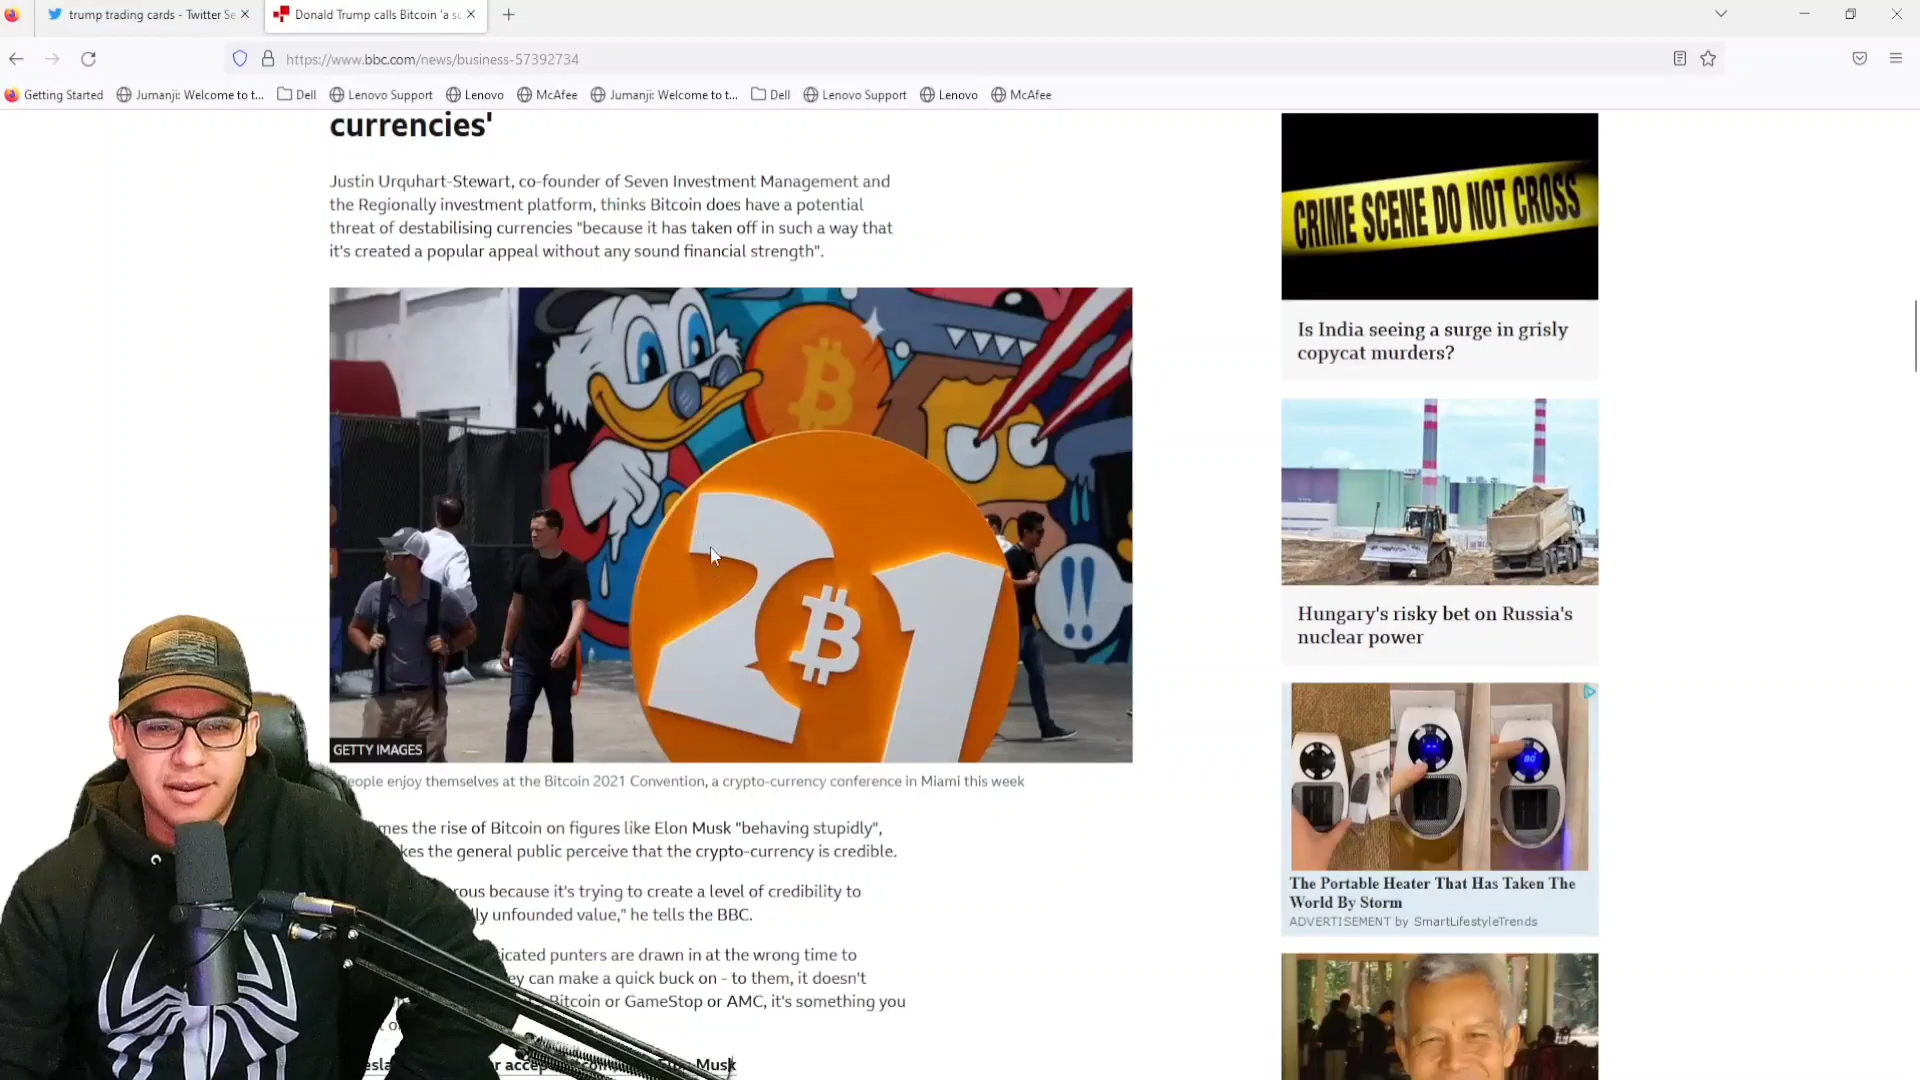 trump trading cards - Twitter Se
Donald Trump calls Bitcoin 'a sc
https://www.bbc.com/news/business-57392734
Getting Started
Jumanji: Welcome to t...
Dell
Lenovo Support
Lenovo
McAfee
Jumanji: Welcome to t...
Dell
Lenovo Support
Lenovo
McAfee
currencies'
Justin Urquhart-Stewart, co-founder of Seven Investment Management and
the Regionally investment platform, thinks Bitcoin does have a potential
threat of destabilising currencies "because it has taken off in such a way that
it's created a popular appeal without any sound financial strength".
21
!!
GETTY IMAGES
People enjoy themselves at the Bitcoin 2021 Convention, a crypto-currency conference in Miami this week
the rise of Bitcoin on figures like Elon Musk "behaving stupidly",
the general public perceive that the crypto-currency is credible.
because it's trying to create a level of credibility to
unfounded value," he tells the BBC.
punters are drawn in at the wrong time to
they can make a quick buck on - to them, it doesn't
Bitcoin or GameStop or AMC, it's something you
Musk
CRIME SCENE DO NOT CROSS
Is India seeing a surge in grisly
copycat murders?
Hungary's risky bet on Russia's
nuclear power
The Portable Heater That Has Taken The
World By Storm
ADVERTISEMENT by SmartLifestyleTrends